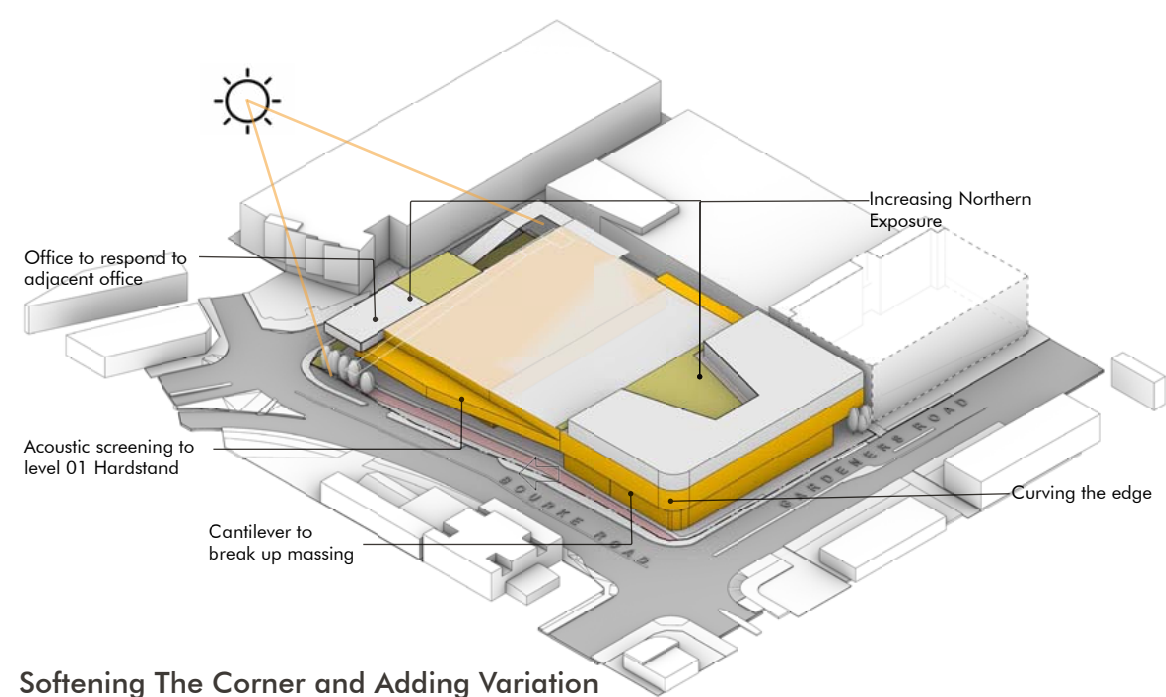 Increasing Northern
Exposure
Office to respond to
adjacent office
Acoustic screening to
level 01 Hardstand
Cantilever to
break up massing
Curving the edge
GARDENERS ROAD
BOURKE ROAD
Softening The Corner and Adding Variation